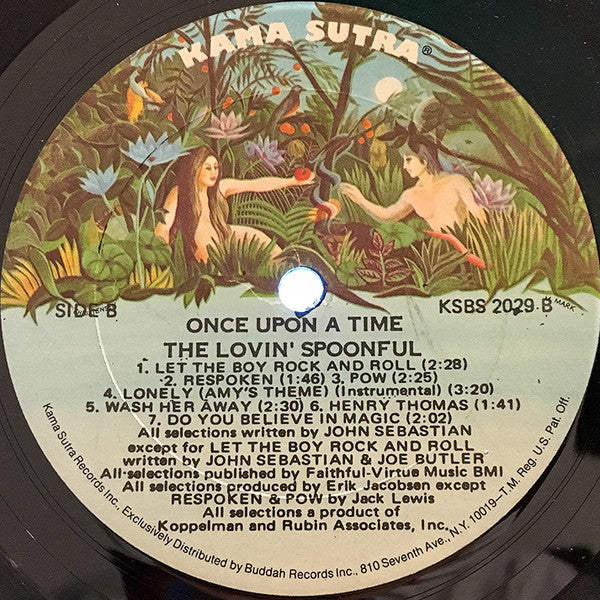 KAMA SUTRA®
SIDE B
KSBS 2029 B
MARK
ONCE UPON A TIME
THE LOVIN' SPOONFUL
1. LET THE BOY ROCK AND ROLL (2:28)
2. RESPOKEN (1:46) 3. POW (2:25)
4. LONELY (AMY'S THEME) (Instrumental) (3:20)
5. WASH HER AWAY (2:30) 6. HENRY THOMAS (1:41)
7. DO YOU BELIEVE IN MAGIC (2:02)
All selections written by JOHN SEBASTIAN
except for LET THE BOY ROCK AND ROLL
written by JOHN SEBASTIAN & JOE BUTLER
All selections published by Faithful-Virtue Music BMI
All selections produced by Erik Jacobsen except
RESPOKEN & POW by Jack Lewis
All selections a product of
Koppelman and Rubin Associates, Inc.
Kama Sutra Records Inc., Exclusively Distributed by Buddah Records Inc., 810 Seventh Ave., N.Y. 10019—T.M. Reg. U.S. Pat. Off.